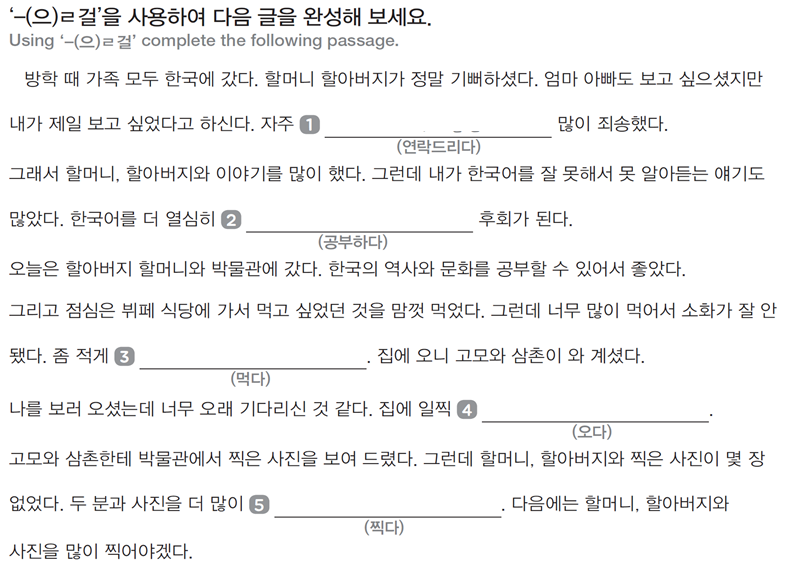 ‘–(으)ㄹ걸’을 사용하여 다음 글을 완성해 보세요.
Using ‘–(으)ㄹ걸’ complete the following passage.
방학 때 가족 모두 한국에 갔다. 할머니 할아버지가 정말 기뻐하셨다. 엄마 아빠도 보고 싶으셨지만
내가 제일 보고 싶었다고 하신다. 자주 1 ____________ 많이 죄송했다.
(연락드리다)
그래서 할머니, 할아버지와 이야기를 많이 했다. 그런데 내가 한국어를 잘 못해서 못 알아듣는 얘기도
많았다. 한국어를 더 열심히 2 ____________ 후회가 된다.
(공부하다)
오늘은 할아버지 할머니와 박물관에 갔다. 한국의 역사와 문화를 공부할 수 있어서 좋았다.
그리고 점심은 뷔페 식당에 가서 먹고 싶었던 것을 맘껏 먹었다. 그런데 너무 많이 먹어서 소화가 잘 안
됐다. 좀 적게 3 ____________. 집에 오니 고모와 삼촌이 와 계셨다.
(먹다)
나를 보러 오셨는데 너무 오래 기다리신 것 같다. 집에 일찍 4 ____________.
(오다)
고모와 삼촌한테 박물관에서 찍은 사진을 보여 드렸다. 그런데 할머니, 할아버지와 찍은 사진이 몇 장
없었다. 두 분과 사진을 더 많이 5 ____________. 다음에는 할머니, 할아버지와
(찍다)
사진을 많이 찍어야겠다.